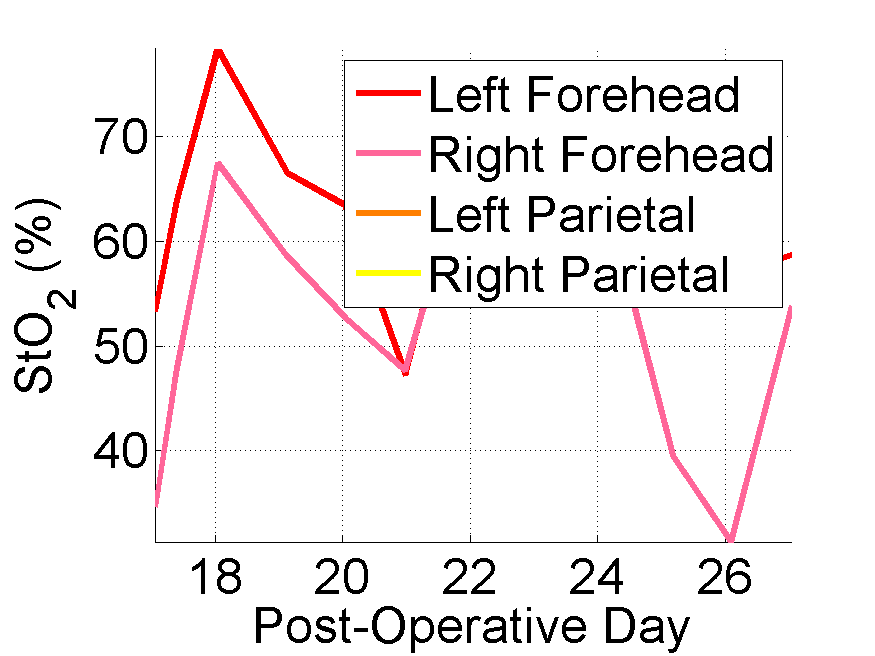 70
60
50
40
StO2 (%)
Left Forehead
Right Forehead
Left Parietal
Right Parietal
18 20 22 24 26
Post-Operative Day